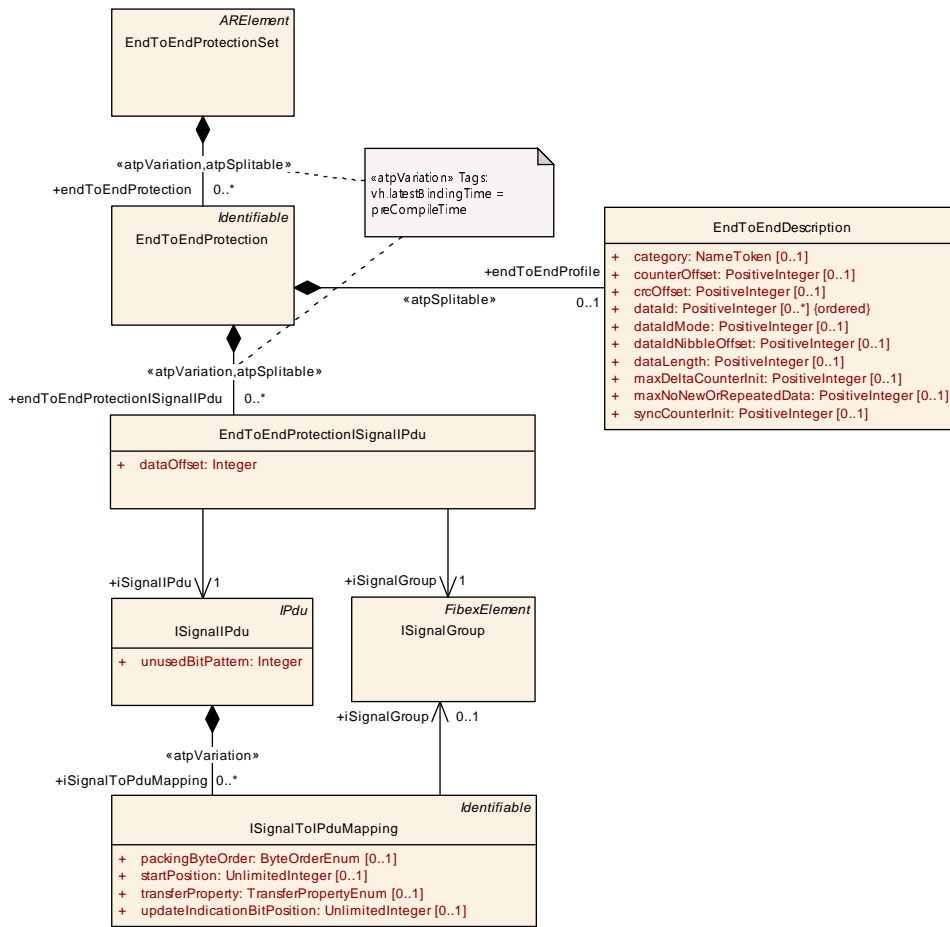 ARElement
EndToEndProtectionSet
«atpVariation,atpSplitable»
+endToEndProtection 0..*
«atpVariation» Tags:
vh.latestBindingTime =
preCompileTime
Identifiable
EndToEndProtection
+endToEndProfile
«atpSplitable» 0..1
EndToEndDescription
+ category: NameToken [0..1]
+ counterOffset: PositiveInteger [0..1]
+ crcOffset: PositiveInteger [0..1]
+ dataId: PositiveInteger [0..*] {ordered}
+ dataIdMode: PositiveInteger [0..1]
+ dataIdNibbleOffset: PositiveInteger [0..1]
+ dataLength: PositiveInteger [0..1]
+ maxDeltaCounterInit: PositiveInteger [0..1]
+ maxNoNewOrRepeatedData: PositiveInteger [0..1]
+ syncCounterInit: PositiveInteger [0..1]
«atpVariation,atpSplitable»
+endToEndProtectionISignalIPdu 0..*
EndToEndProtectionISignalIPdu
+ dataOffset: Integer
+iSignalIPdu 1
+iSignalGroup 1
IPdu
ISignalIPdu
+ unusedBitPattern: Integer
FibexElement
ISignalGroup
+iSignalGroup 0..1
«atpVariation»
+iSignalToPduMapping 0..*
Identifiable
ISignalToIPduMapping
+ packingByteOrder: ByteOrderEnum [0..1]
+ startPosition: UnlimitedInteger [0..1]
+ transferProperty: TransferPropertyEnum [0..1]
+ updateIndicationBitPosition: UnlimitedInteger [0..1]